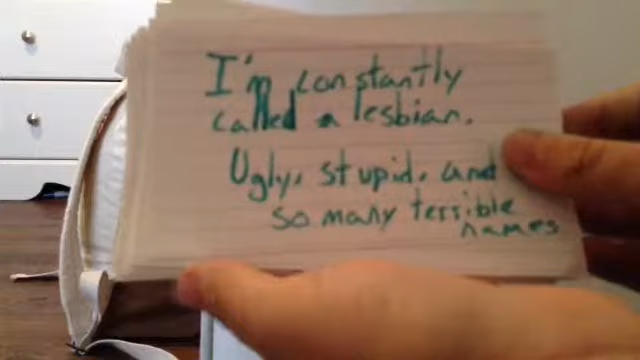 I'm constantly
called a lesbian.
Ugly, stupid, and
so many terrible
names